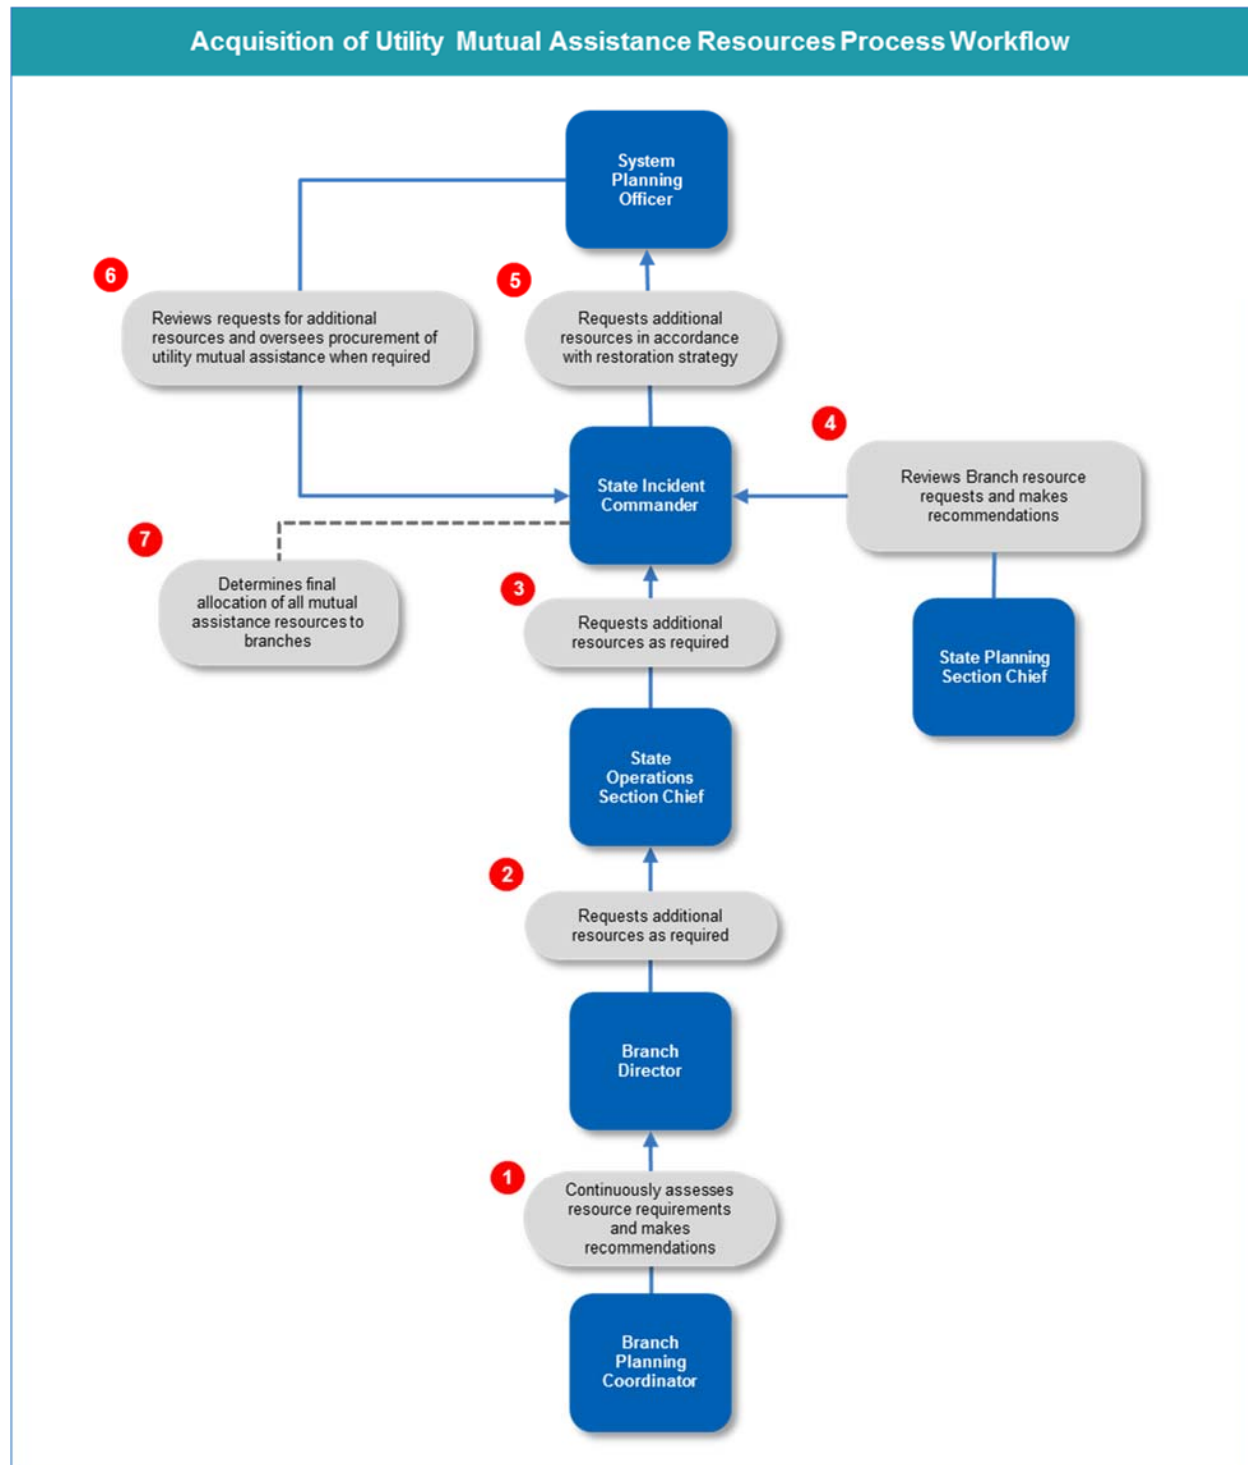 Acquisition of Utility Mutual Assistance Resources Process Workflow
System
Planning
Officer
6
Reviews requests for additional
resources and oversees procurement of
utility mutual assistance when required
5
Requests additional
resources in accordance
with restoration strategy
4
Reviews Branch resource
requests and makes
recommendations
State Incident
Commander
7
Determines final
allocation of all mutual
assistance resources to
branches
3
Requests additional
resources as required
State Planning
Section Chief
State
Operations
Section Chief
2
Requests additional
resources as required
Branch
Director
1
Continuously assesses
resource requirements
and makes
recommendations
Branch
Planning
Coordinator